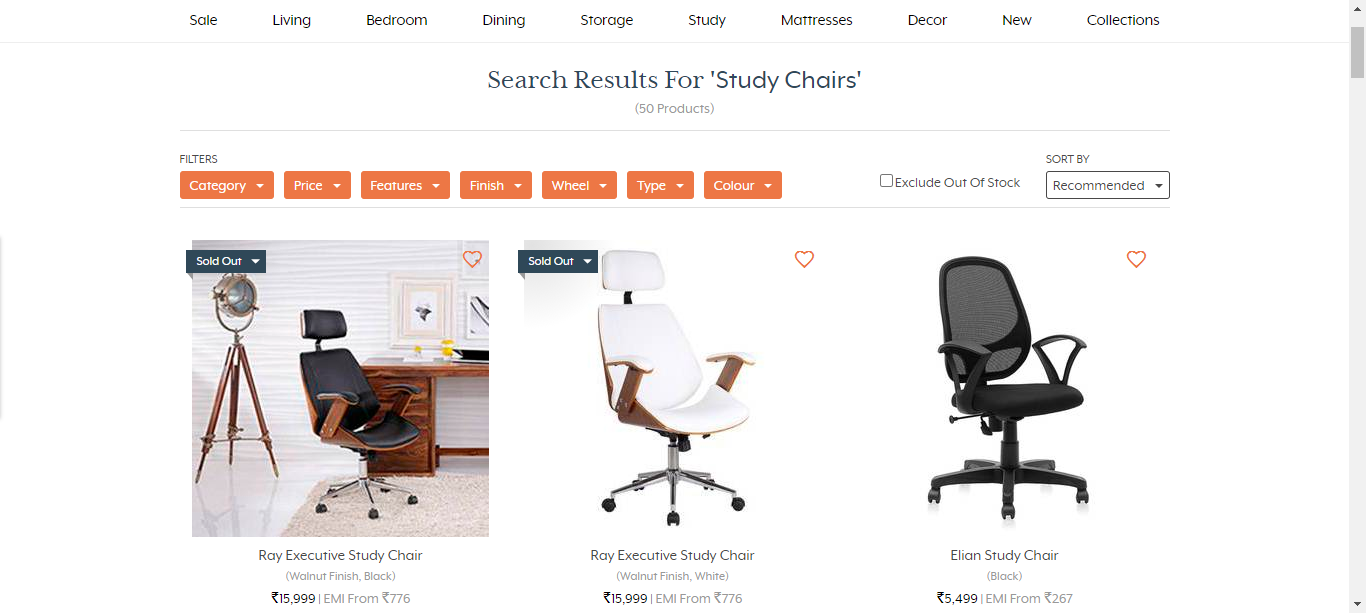 Sale Living Bedroom Dining Storage Study Mattresses Decor New Collections
Search Results For 'Study Chairs'
(50 Products)
FILTERS
SORT BY
Category Price Features Finish Wheel Type Colour
Exclude Out Of Stock
Recommended
Sold Out
Sold Out
Ray Executive Study Chair
(Walnut Finish, Black)
₹15,999 | EMI From ₹776
Ray Executive Study Chair
(Walnut Finish, White)
₹15,999 | EMI From ₹776
Elian Study Chair
(Black)
₹5,499 | EMI From ₹267